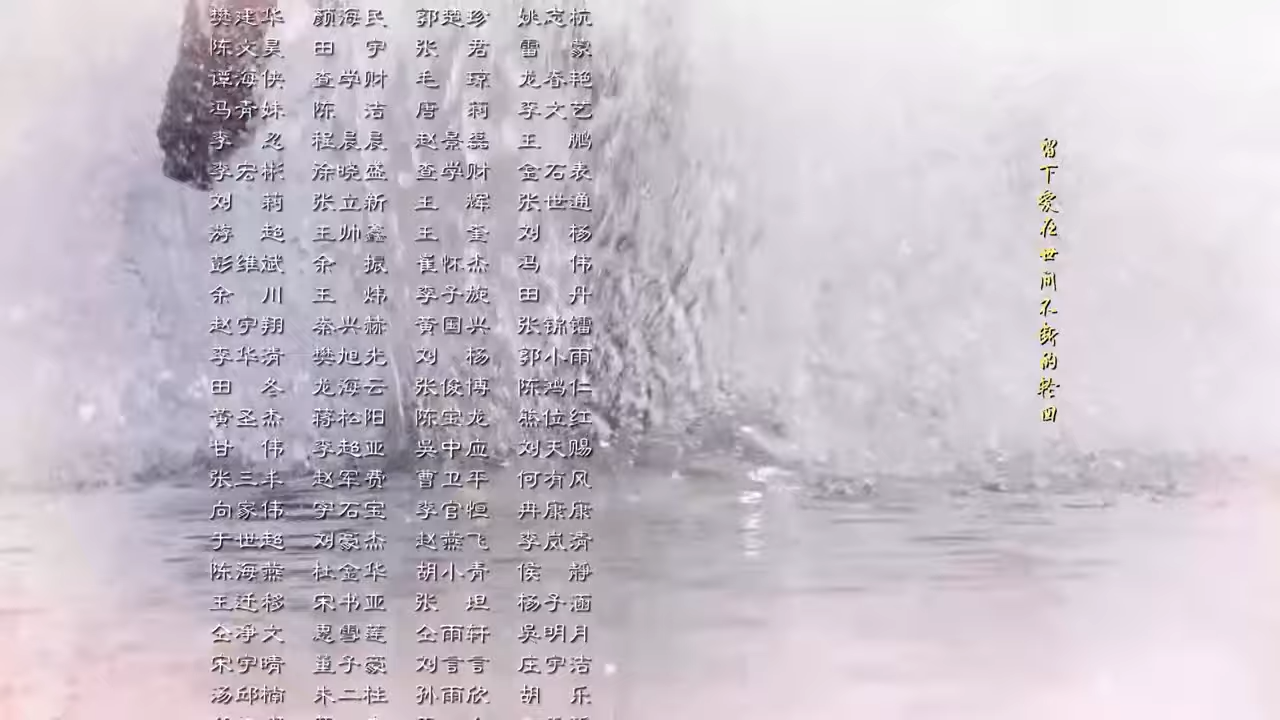 樊建华 颜海民 郭楚珍 姚志杭
陈文昊 田宇 张君 雷蒙
谭海侠 查学财 毛琼 龙春艳
冯青妹 陈洁 唐莉 李文艺
李忍 程晨晨 赵景磊 王鹏
李宏彬 徐晓盛 查学财 金石表
刘莉 张立新 王辉 张世通
游超 王帅鑫 王奎 刘杨
彭维斌 余振 崔怀杰 冯伟
余川 王炜 李子旋 田丹
赵宇翔 秦兴赫 黄国兴 张锦镭
李华清 樊旭光 刘杨 郭小雨
田冬 龙海云 张俊博 陈鸿仁
黄圣杰 蒋松阳 陈宝龙 熊位红
甘伟 李超亚 吴中应 刘天赐
张三丰 赵军费 曹卫平 何有风
向家伟 字石宝 李官恒 冉康康
于世超 刘豪杰 赵燕飞 李岚清
陈海燕 杜金华 胡小青 侯静
王迁移 宋书亚 张坦 杨子涵
仝净文 惠雪莲 仝雨轩 吴明月
宋宇晴 董子豪 刘言言 庄宇洁
汤邱楠 朱二柱 孙雨欣 胡乐
留下爱在世间不断的轮回